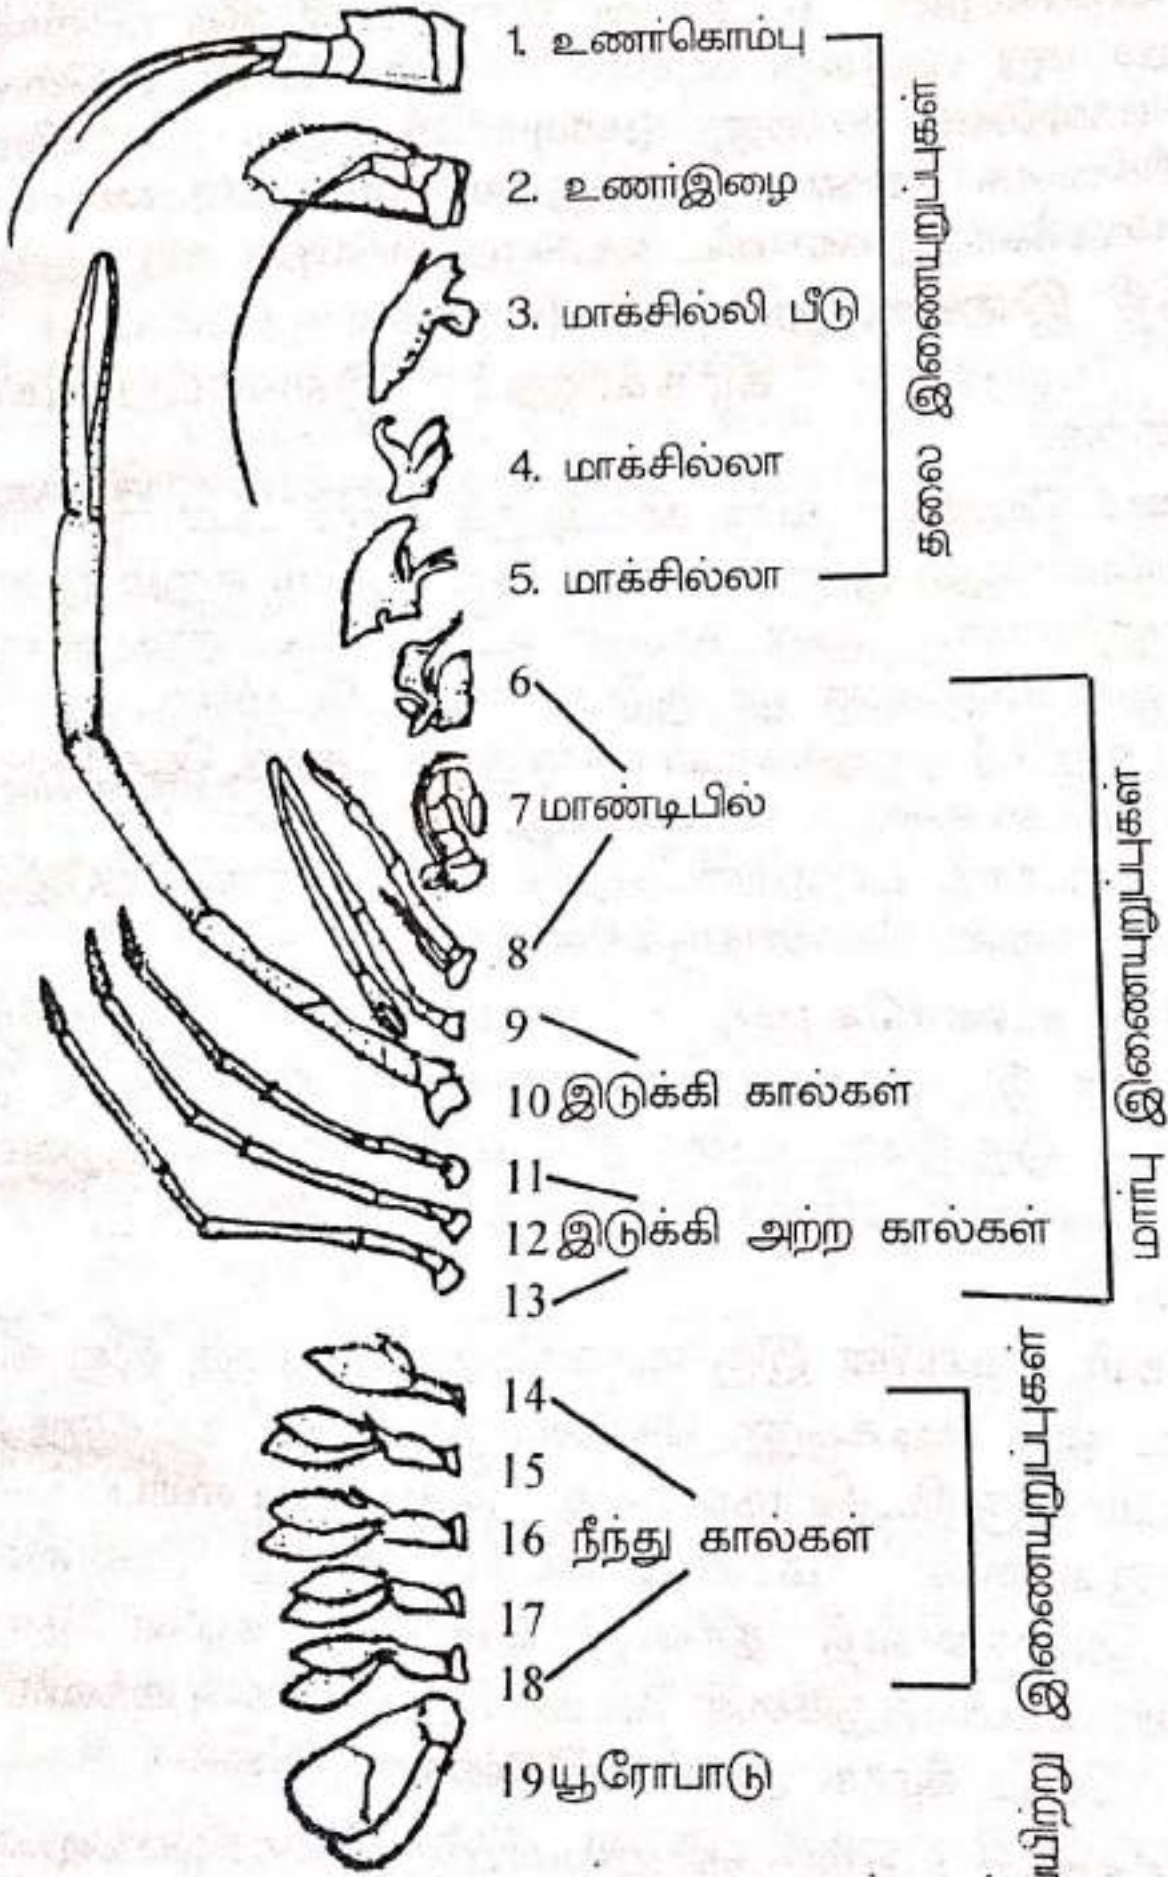 1. உணர்கொம்பு
2. உணர்இழை
3. மாக்சில்லி பீடு
4. மாக்சில்லா
5. மாக்சில்லா
தலை இணையுறுப்புகள்
6
7 மாண்டிபில்
8
9
10 இடுக்கி கால்கள்
11
12 இடுக்கி அற்ற கால்கள்
13
மார்பு இணையுறுப்புகள்
14
15
16 நீந்து கால்கள்
17
18
19 யூரோபாடு
இணையுறுப்புகள்